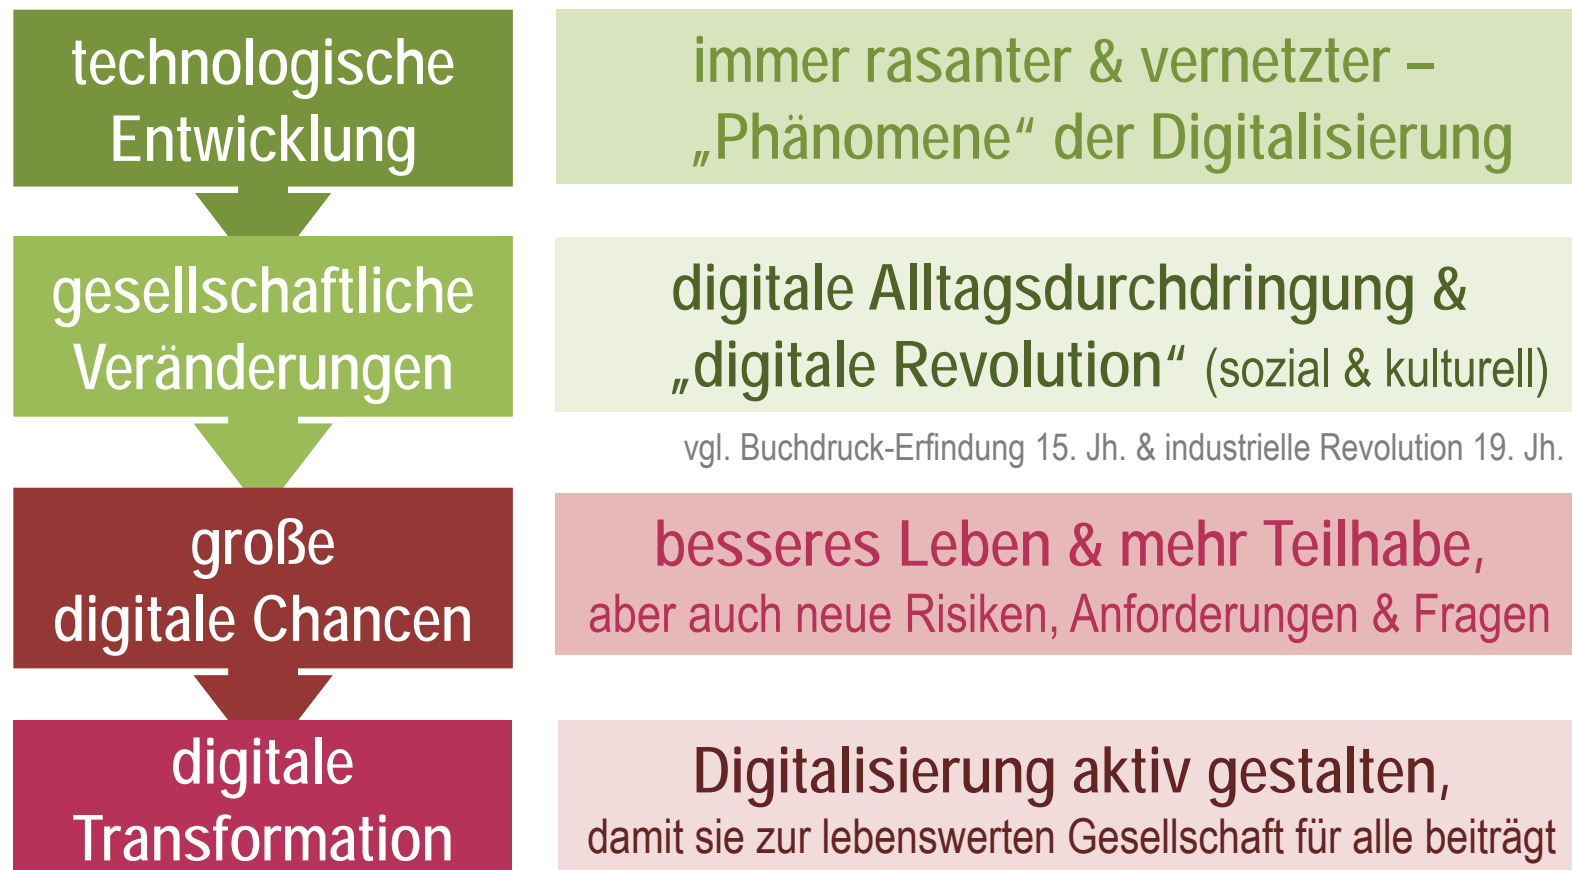 technologische
Entwicklung
immer rasanter & vernetzter –
„Phänomene“ der Digitalisierung
gesellschaftliche
Veränderungen
digitale Alltagsdurchdringung &
„digitale Revolution“ (sozial & kulturell)
vgl. Buchdruck-Erfindung 15. Jh. & industrielle Revolution 19. Jh.
große
digitale Chancen
besseres Leben & mehr Teilhabe,
aber auch neue Risiken, Anforderungen & Fragen
digitale
Transformation
Digitalisierung aktiv gestalten,
damit sie zur lebenswerten Gesellschaft für alle beiträgt